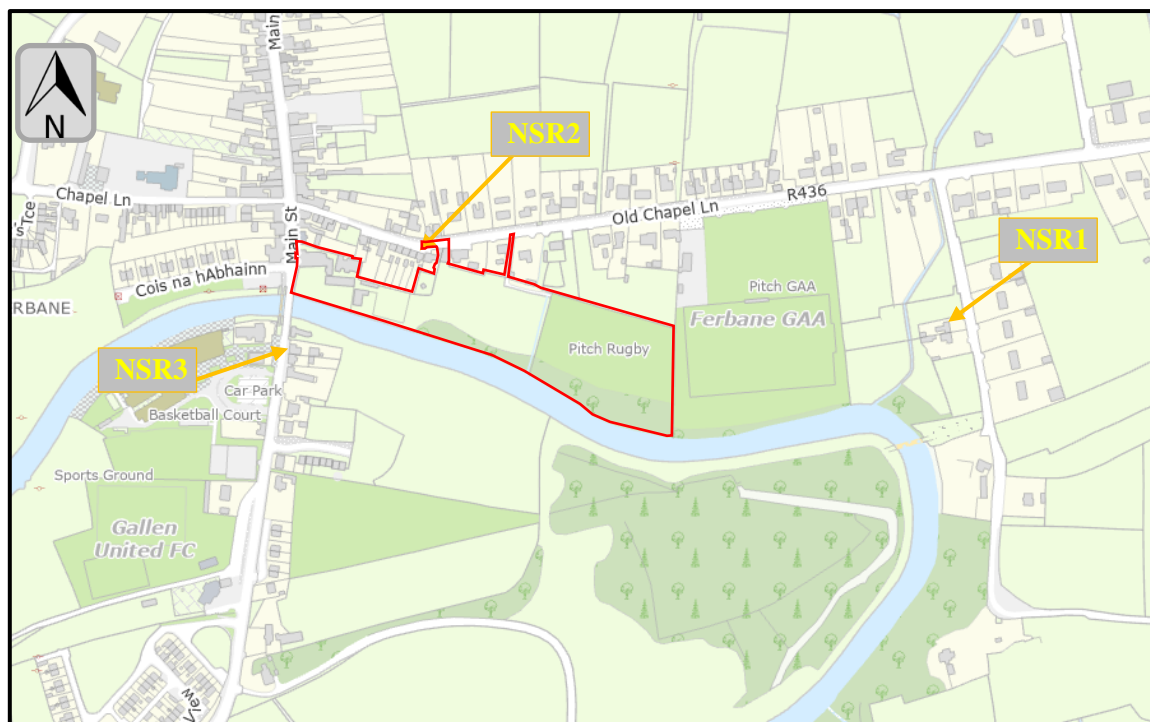 Main
N
NSR2
Chapel Ln
Old Chapel Ln
R436
s Tce
Main St
NSR1
Cois na hAbhainn
Pitch GAA
RBANE
Ferbane GAA
Pitch Rugby
NSR3
Car Park
Basketball Court
Sports Ground
Gallen
United FC
View